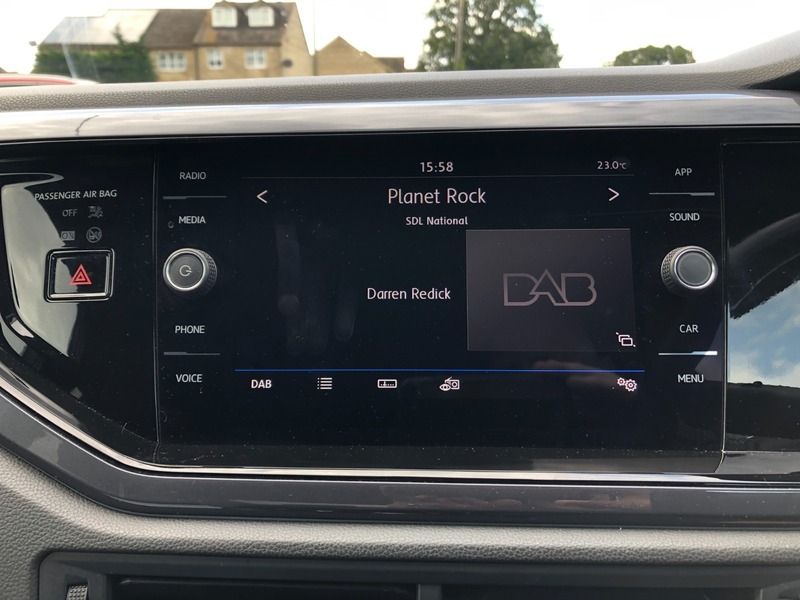 15:58
23.0°C
RADIO
APP
PASSENGER AIR BAG
< Planet Rock >
OFF
MEDIA
SOUND
SDL National
ON
Darren Redick
DAB
PHONE
CAR
VOICE
DAB
MENU